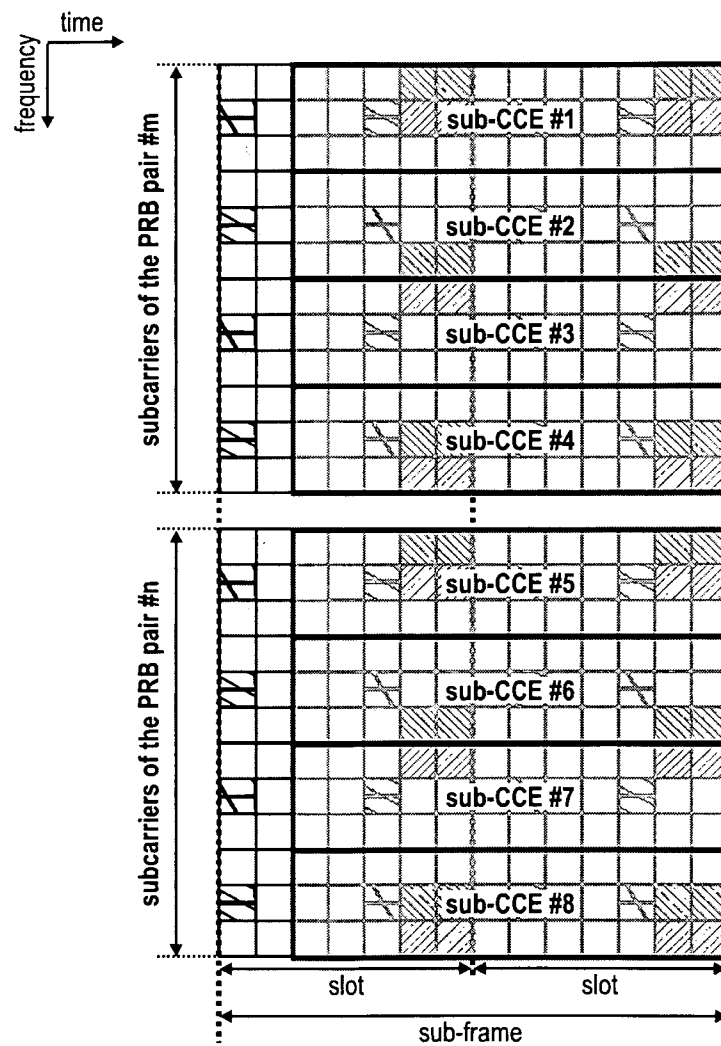 time
frequency
subcarriers of the PRB pair #m
sub-CCE #1
sub-CCE #2
sub-CCE #3
sub-CCE #4
subcarriers of the PRB pair #n
sub-CCE #5
sub-CCE #6
sub-CCE #7
sub-CCE #8
slot slot
sub-frame